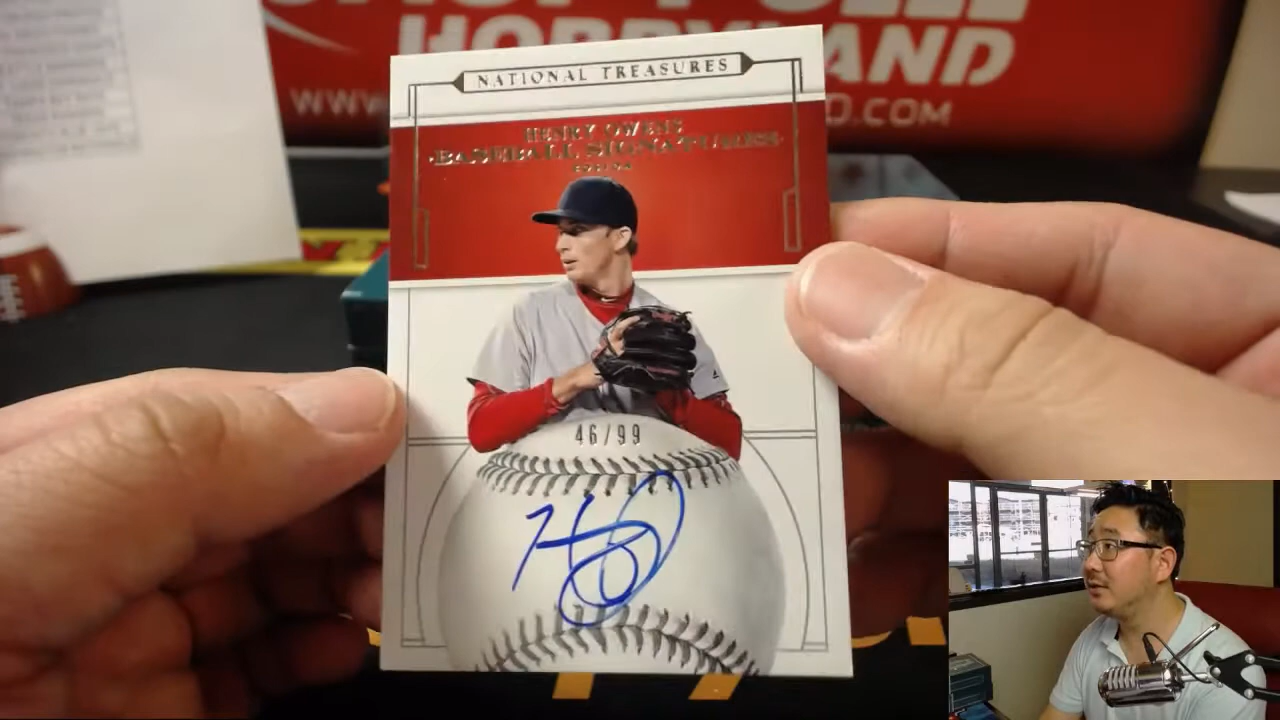 HOBBYLAND
WWW
O.COM
NATIONAL TREASURES
HENRY OWENS
BASEBALL SIGNATURES
46/99